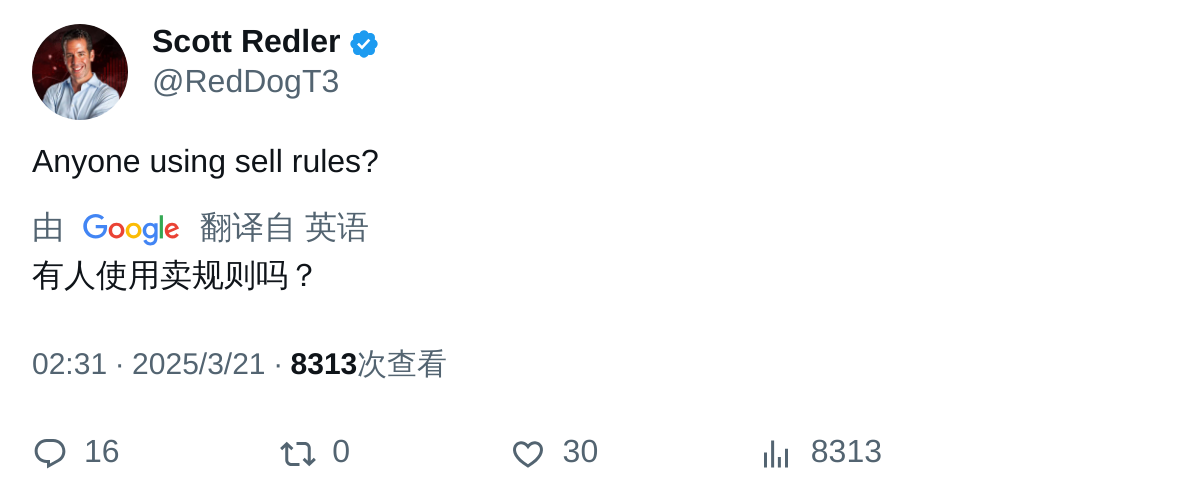 Scott Redler
@RedDogT3
Anyone using sell rules?
由 Google 翻译自 英语
有人使用卖规则吗？
02:31 · 2025/3/21 · 8313次查看
16 0 30 8313